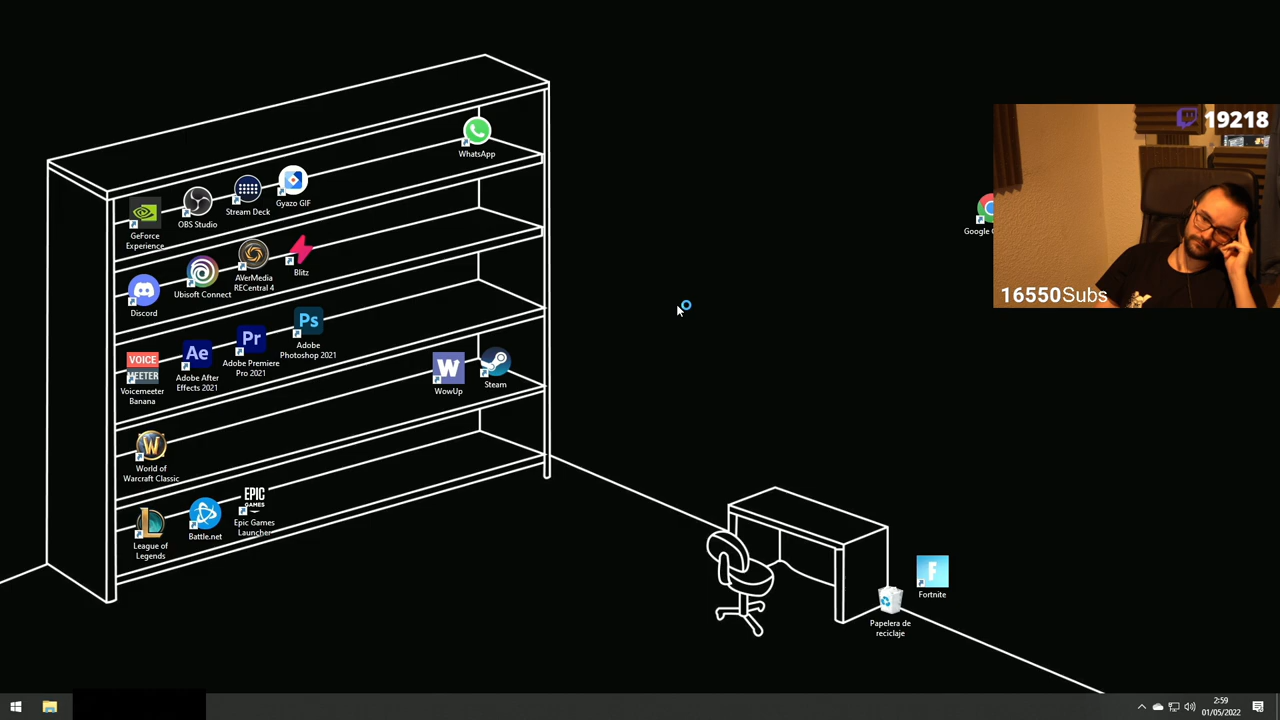 WhatsApp
19218
GeForce
Experience
OBS Studio
Stream Deck
Gyazo GIF
Google
16550Subs
Discord
Ubisoft Connect
AVerMedia
RECentral 4
Blitz
VOICE
MEETER
Voicemeeter
Banana
Ae
Adobe After
Effects 2021
Pr
Adobe Premiere
Pro 2021
Ps
Adobe
Photoshop 2021
W
WowUp
Steam
W
World of
Warcraft Classic
L
League of
Legends
Battle.net
EPIC
GAMES
Epic Games
Launcher
F
Fortnite
Papelera de
reciclaje
2:59
01/05/2022